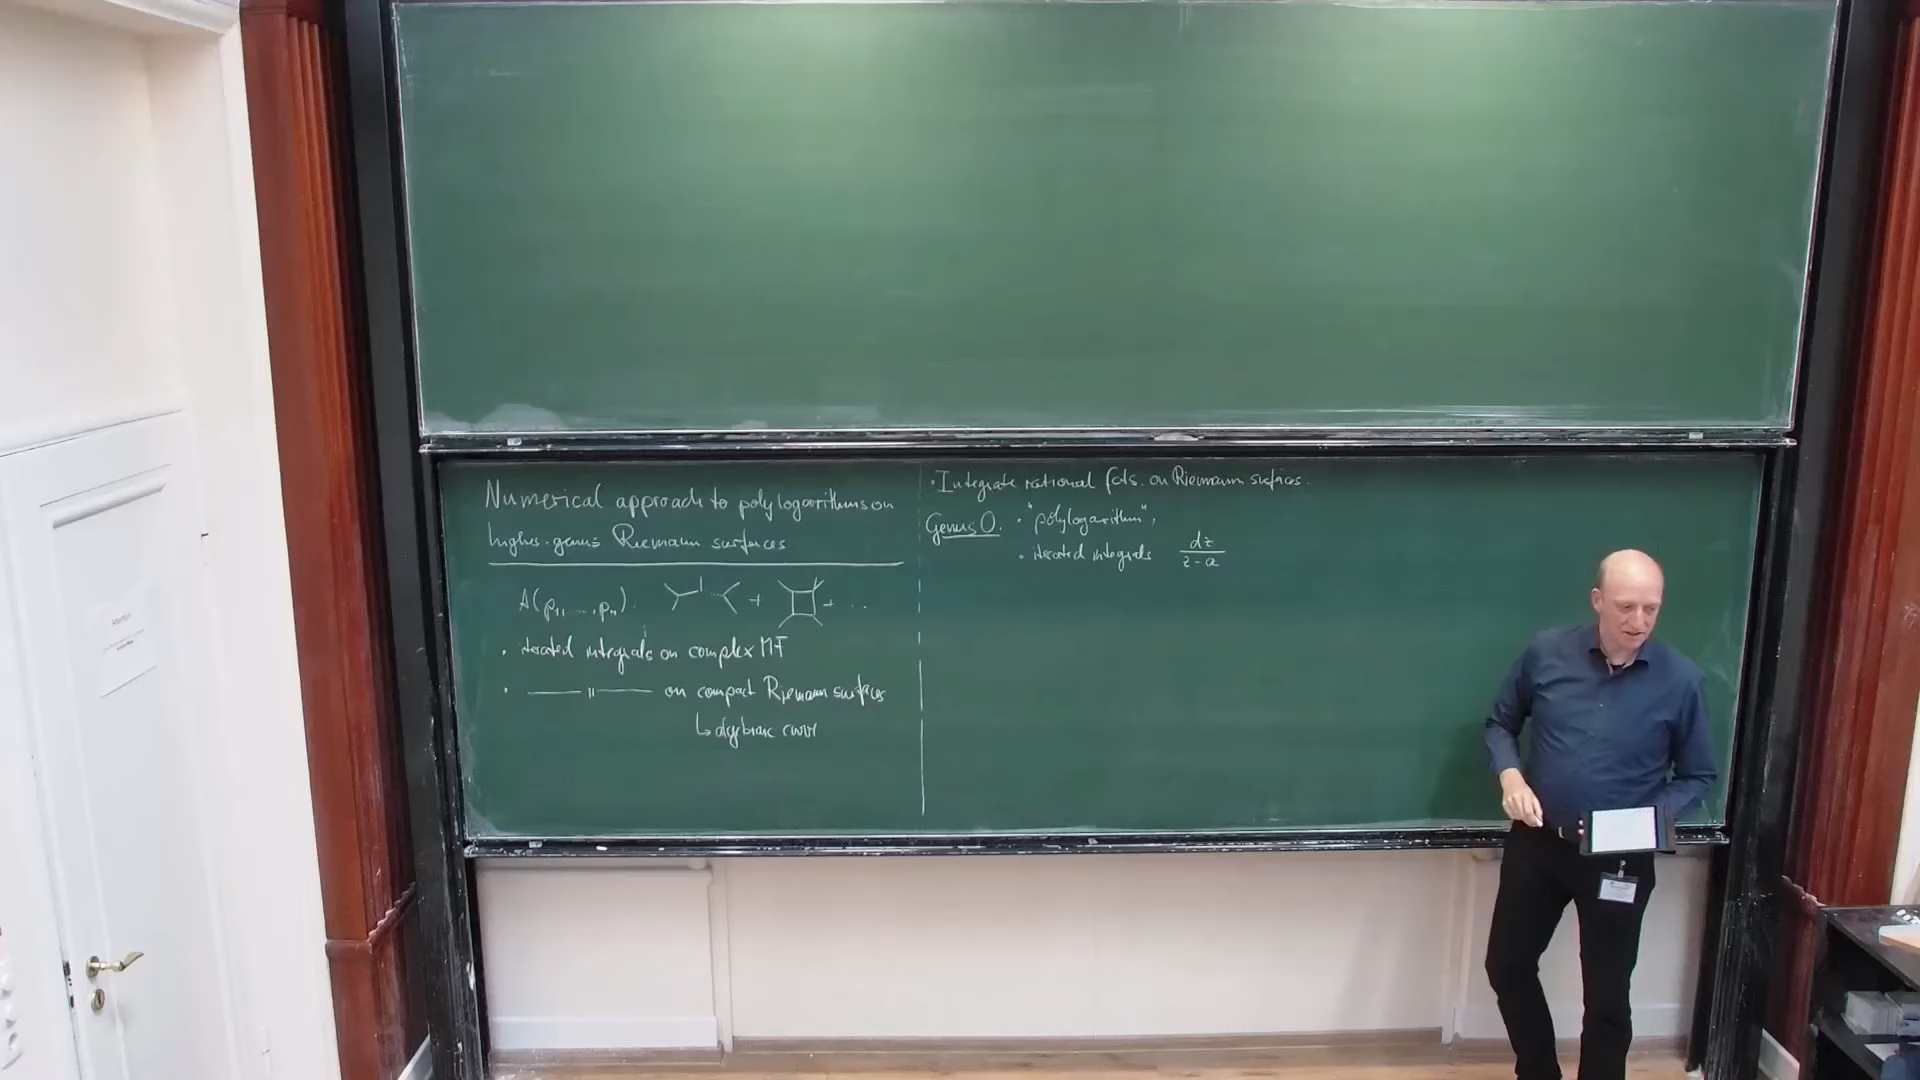 Numerical approach to polylogarithms on
higher-genus Riemann surfaces
A(p₁, ..., pₙ). + + ...
• iterated integrals on complex MF
• —— " —— on compact Riemann surfaces
↳ algebraic curve
• Integrate rational fcts. on Riemann surfaces.
Genus 0. • "polylogarithm",
• iterated integrals dz/(z-a)
Attention